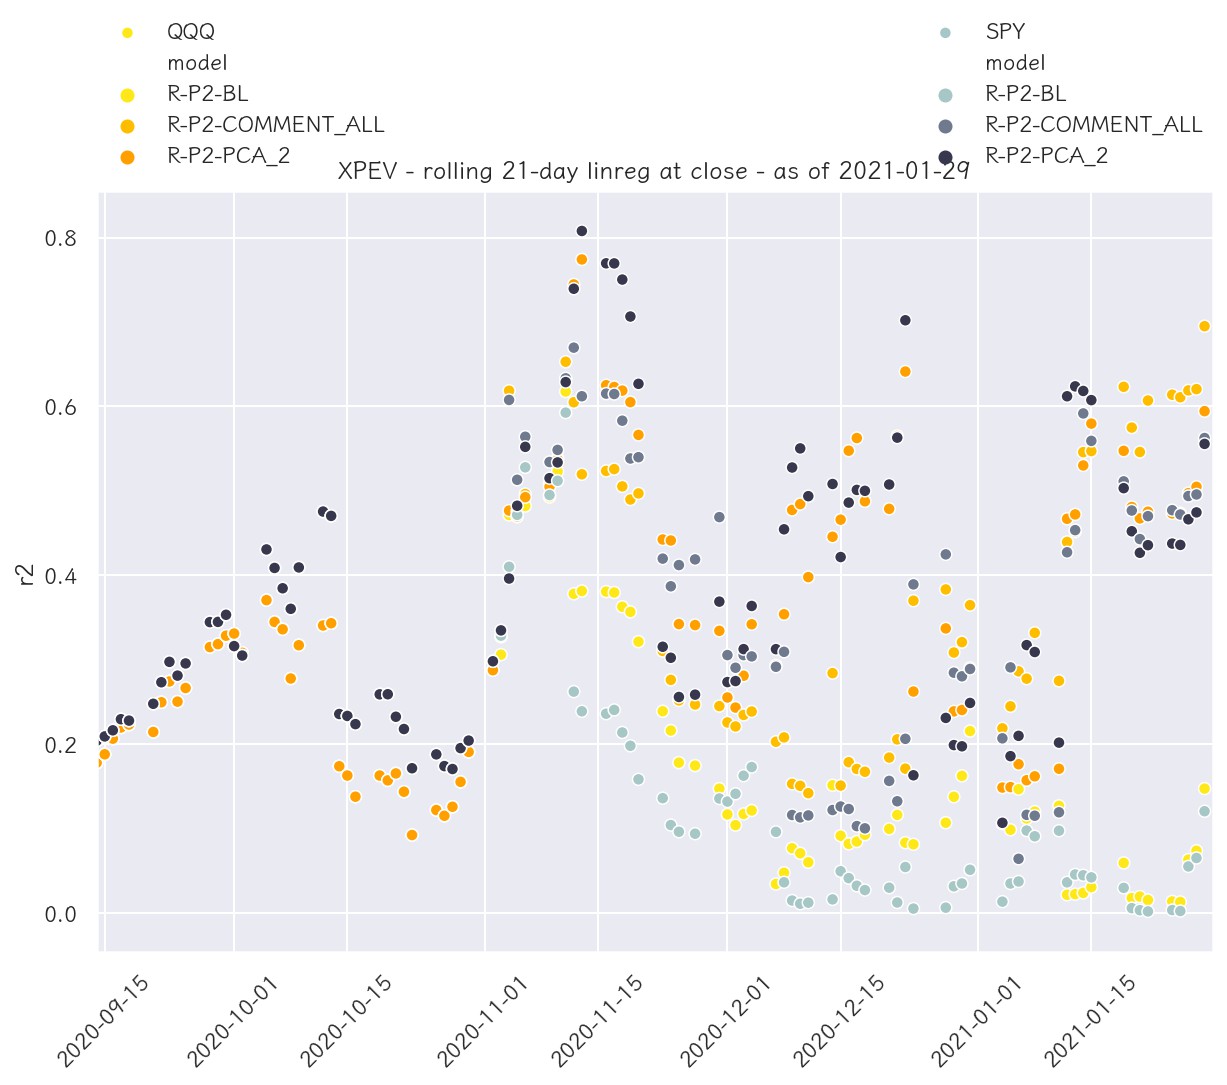 QQQ
model
R-P2-BL
R-P2-COMMENT_ALL
R-P2-PCA_2
SPY
model
R-P2-BL
R-P2-COMMENT_ALL
R-P2-PCA_2
XPEV - rolling 21-day linreg at close - as of 2021-01-29
r2
0.8
0.6
0.4
0.2
0.0
2020-09-15
2020-10-01
2020-10-15
2020-11-01
2020-11-15
2020-12-01
2020-12-15
2021-01-01
2021-01-15